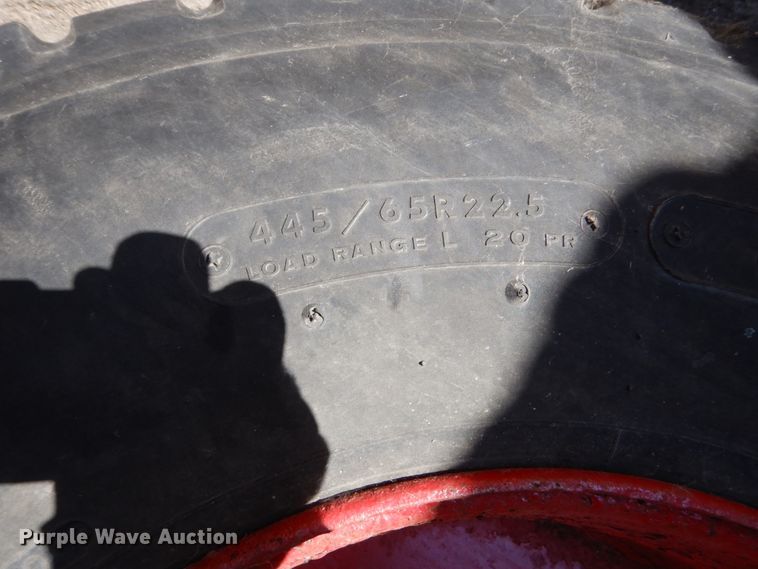 445/65R22.5
LOAD RANGE L 20 PR
Purple Wave Auction®